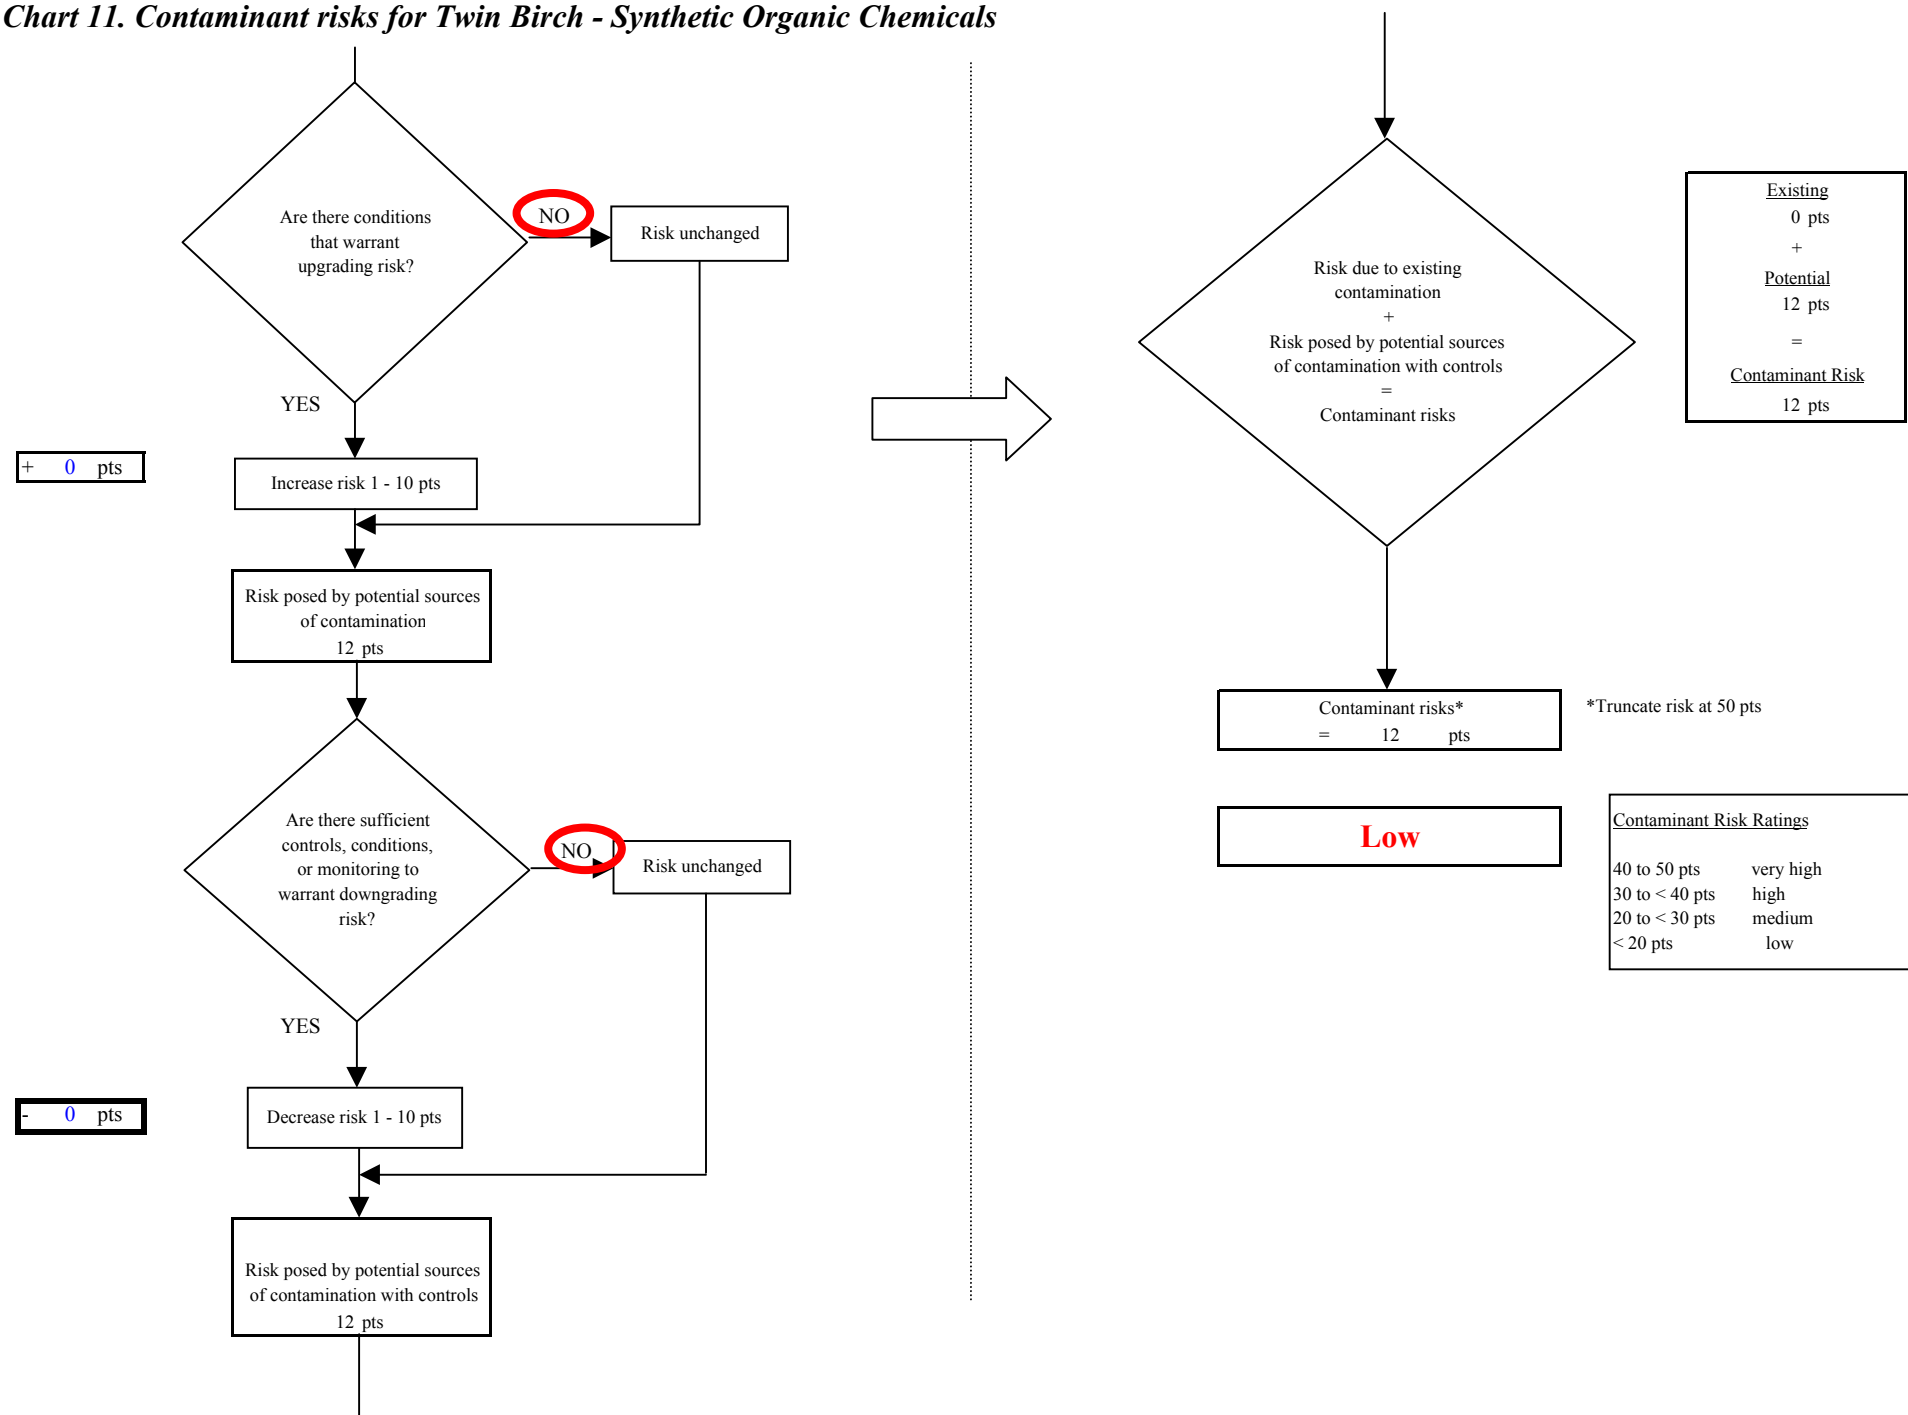 Chart 11. Contaminant risks for Twin Birch - Synthetic Organic Chemicals
Are there conditions
that warrant
upgrading risk?
NO
Risk unchanged
YES
+ 0 pts
Increase risk 1 - 10 pts
Risk posed by potential sources
of contamination
12 pts
Are there sufficient
controls, conditions,
or monitoring to
warrant downgrading
risk?
NO
Risk unchanged
YES
- 0 pts
Decrease risk 1 - 10 pts
Risk posed by potential sources
of contamination with controls
12 pts
Risk due to existing
contamination
+
Risk posed by potential sources
of contamination with controls
=
Contaminant risks
Existing
0 pts
+
Potential
12 pts
=
Contaminant Risk
12 pts
Contaminant risks*
= 12 pts
*Truncate risk at 50 pts
Low
Contaminant Risk Ratings
40 to 50 pts very high
30 to < 40 pts high
20 to < 30 pts medium
< 20 pts low